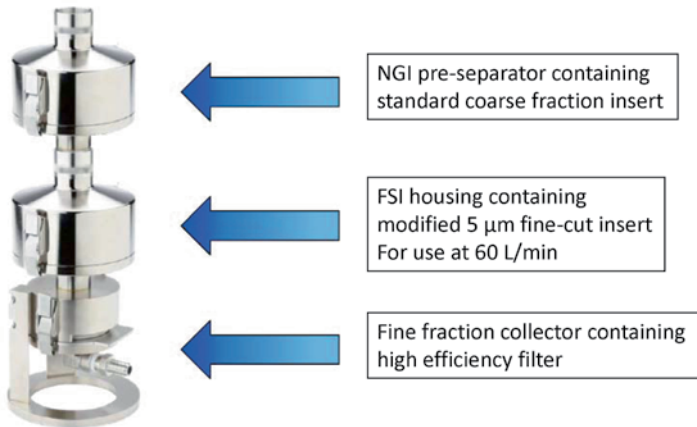 NGI pre-separator containing
standard coarse fraction insert
FSI housing containing
modified 5 µm fine-cut insert
For use at 60 L/min
Fine fraction collector containing
high efficiency filter